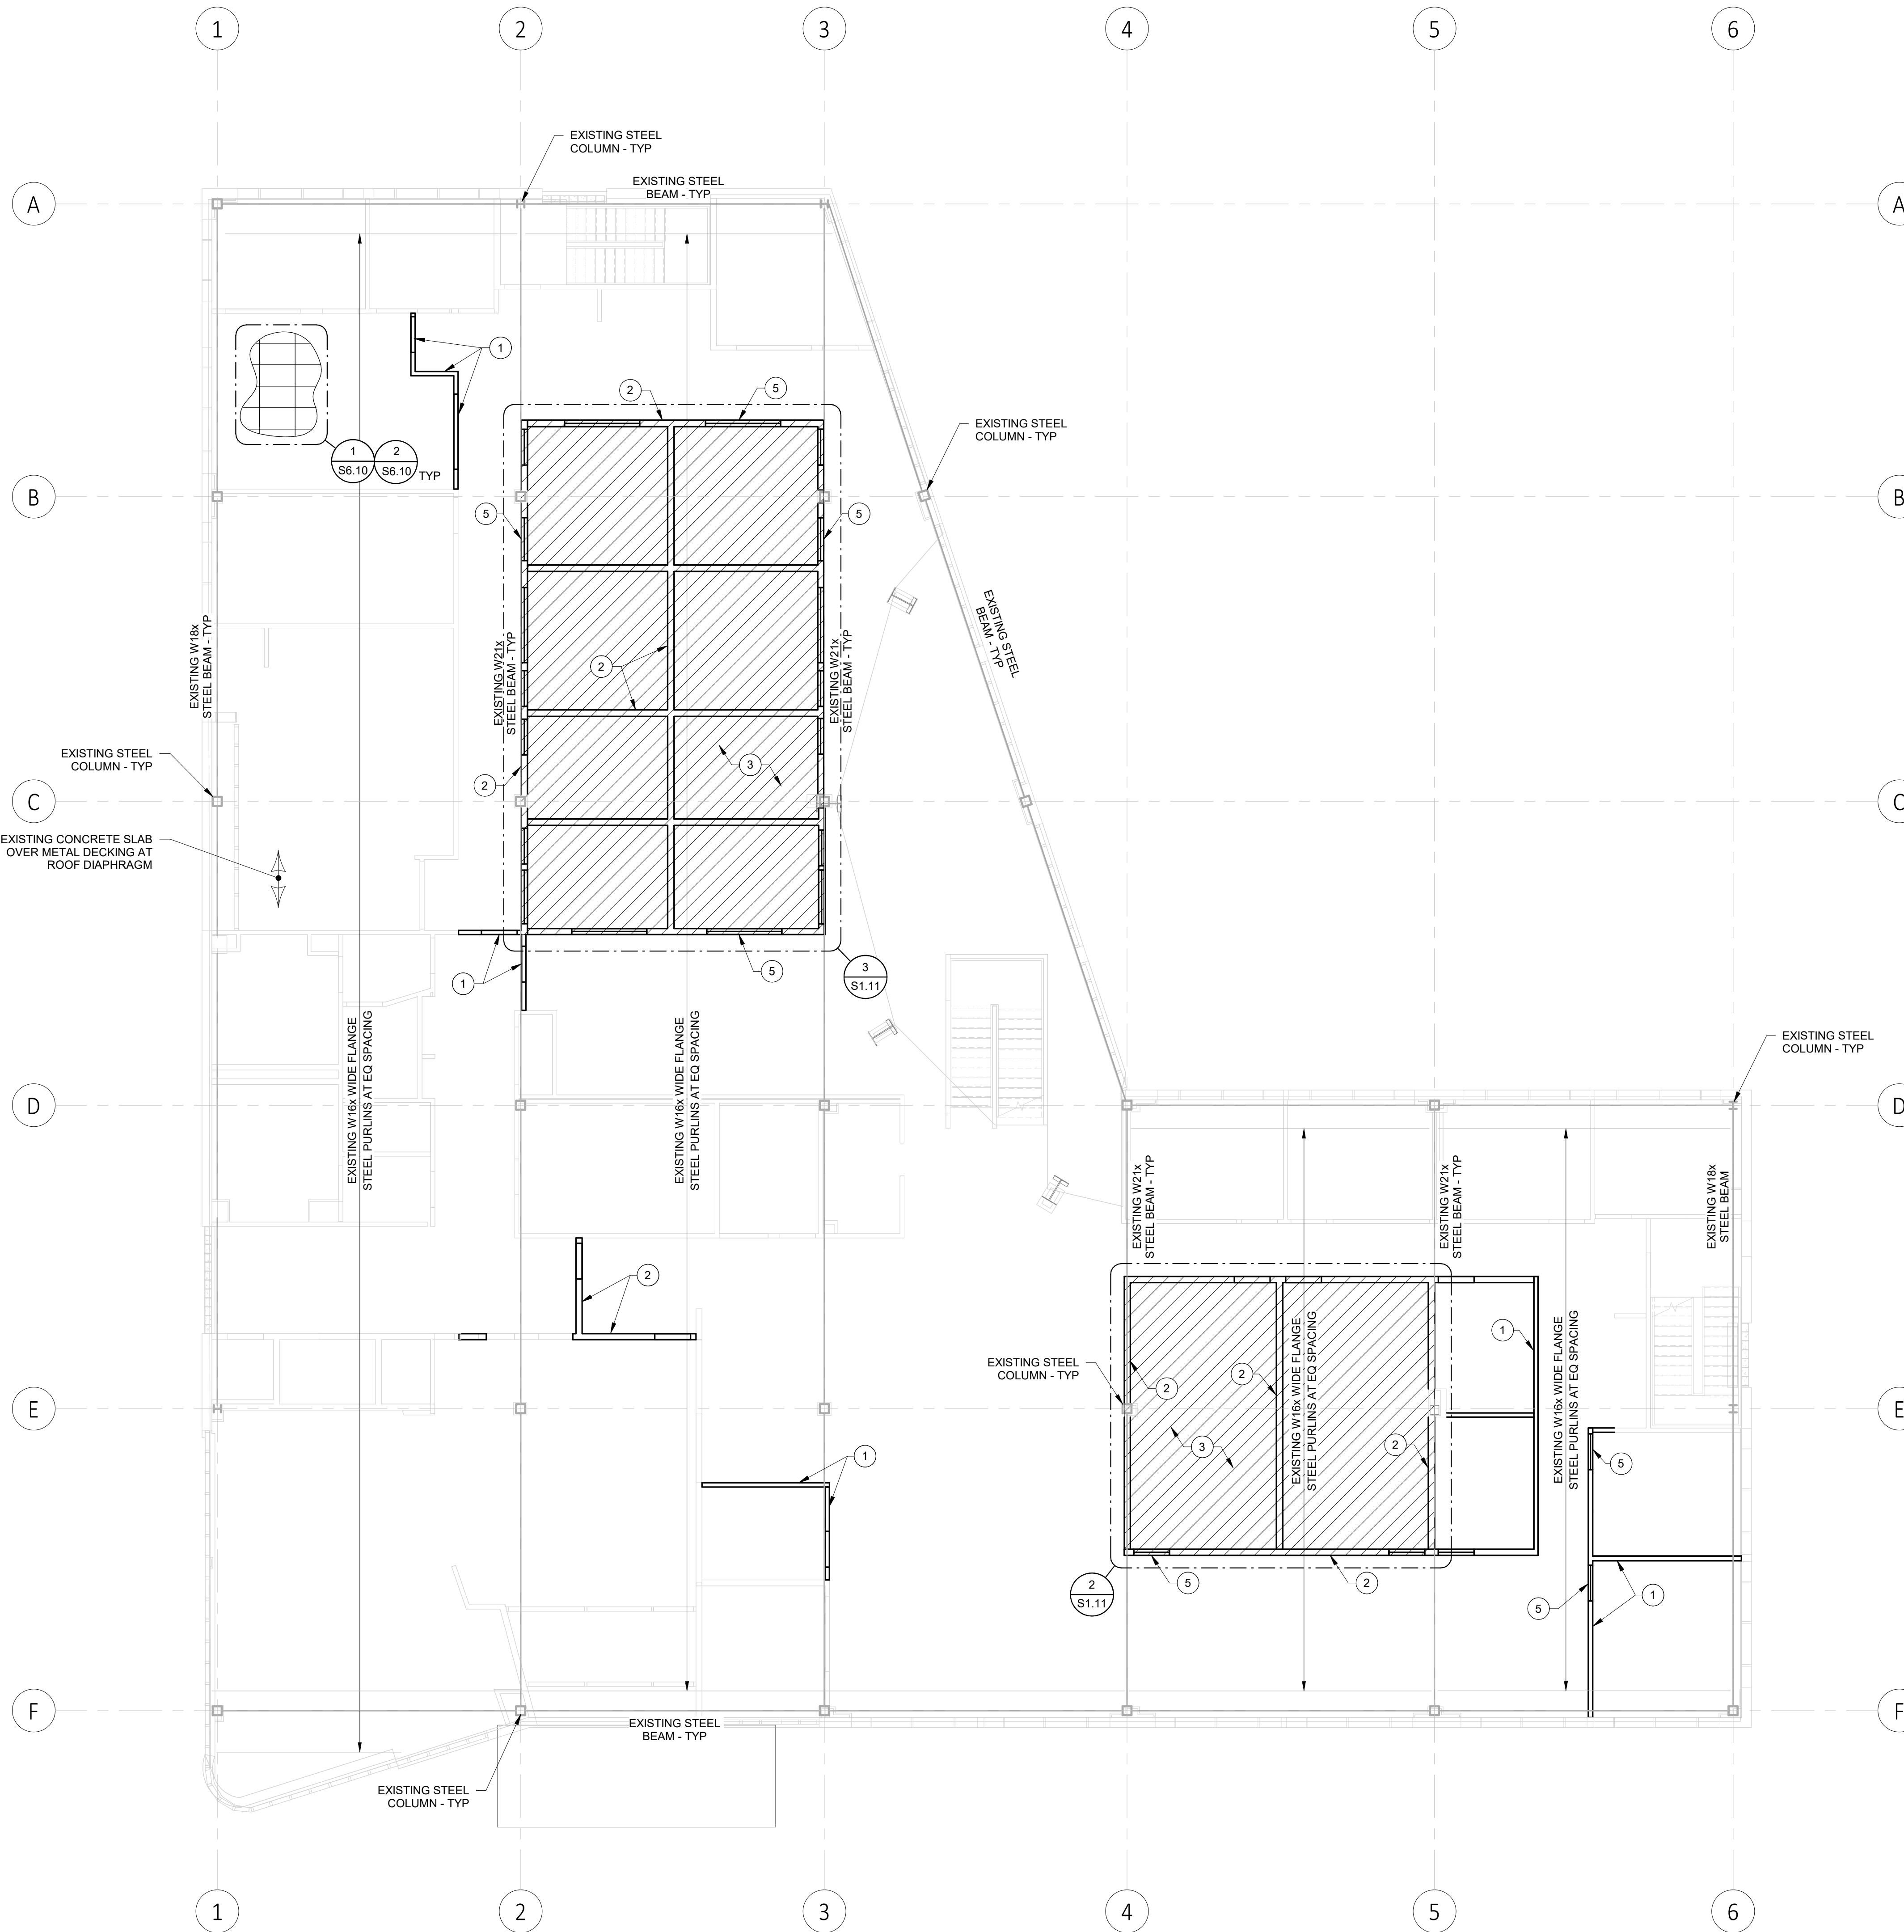 1
2
3
4
5
6
EXISTING STEEL
COLUMN - TYP
EXISTING STEEL
BEAM - TYP
A
A
1
2
5
EXISTING STEEL
COLUMN - TYP
1
S6.10
2
S6.10
TYP
B
B
5
5
EXISTING W18x
STEEL BEAM - TYP
EXISTING W21x
STEEL BEAM - TYP
2
EXISTING W21x
STEEL BEAM - TYP
EXISTING STEEL
BEAM - TYP
EXISTING STEEL
COLUMN - TYP
2
3
C
C
EXISTING CONCRETE SLAB
OVER METAL DECKING AT
ROOF DIAPHRAGM
1
5
3
S1.11
EXISTING W16x WIDE FLANGE
STEEL PURLINS AT EQ SPACING
EXISTING W16x WIDE FLANGE
STEEL PURLINS AT EQ SPACING
EXISTING STEEL
COLUMN - TYP
D
D
EXISTING W21x
STEEL BEAM - TYP
EXISTING W21x
STEEL BEAM - TYP
EXISTING W18x
STEEL BEAM
2
EXISTING STEEL
COLUMN - TYP
2
2
EXISTING W16x WIDE FLANGE
STEEL PURLINS AT EQ SPACING
1
EXISTING W16x WIDE FLANGE
STEEL PURLINS AT EQ SPACING
E
E
1
3
2
5
2
S1.11
5
2
5
1
F
F
EXISTING STEEL
BEAM - TYP
EXISTING STEEL
COLUMN - TYP
1
2
3
4
5
6